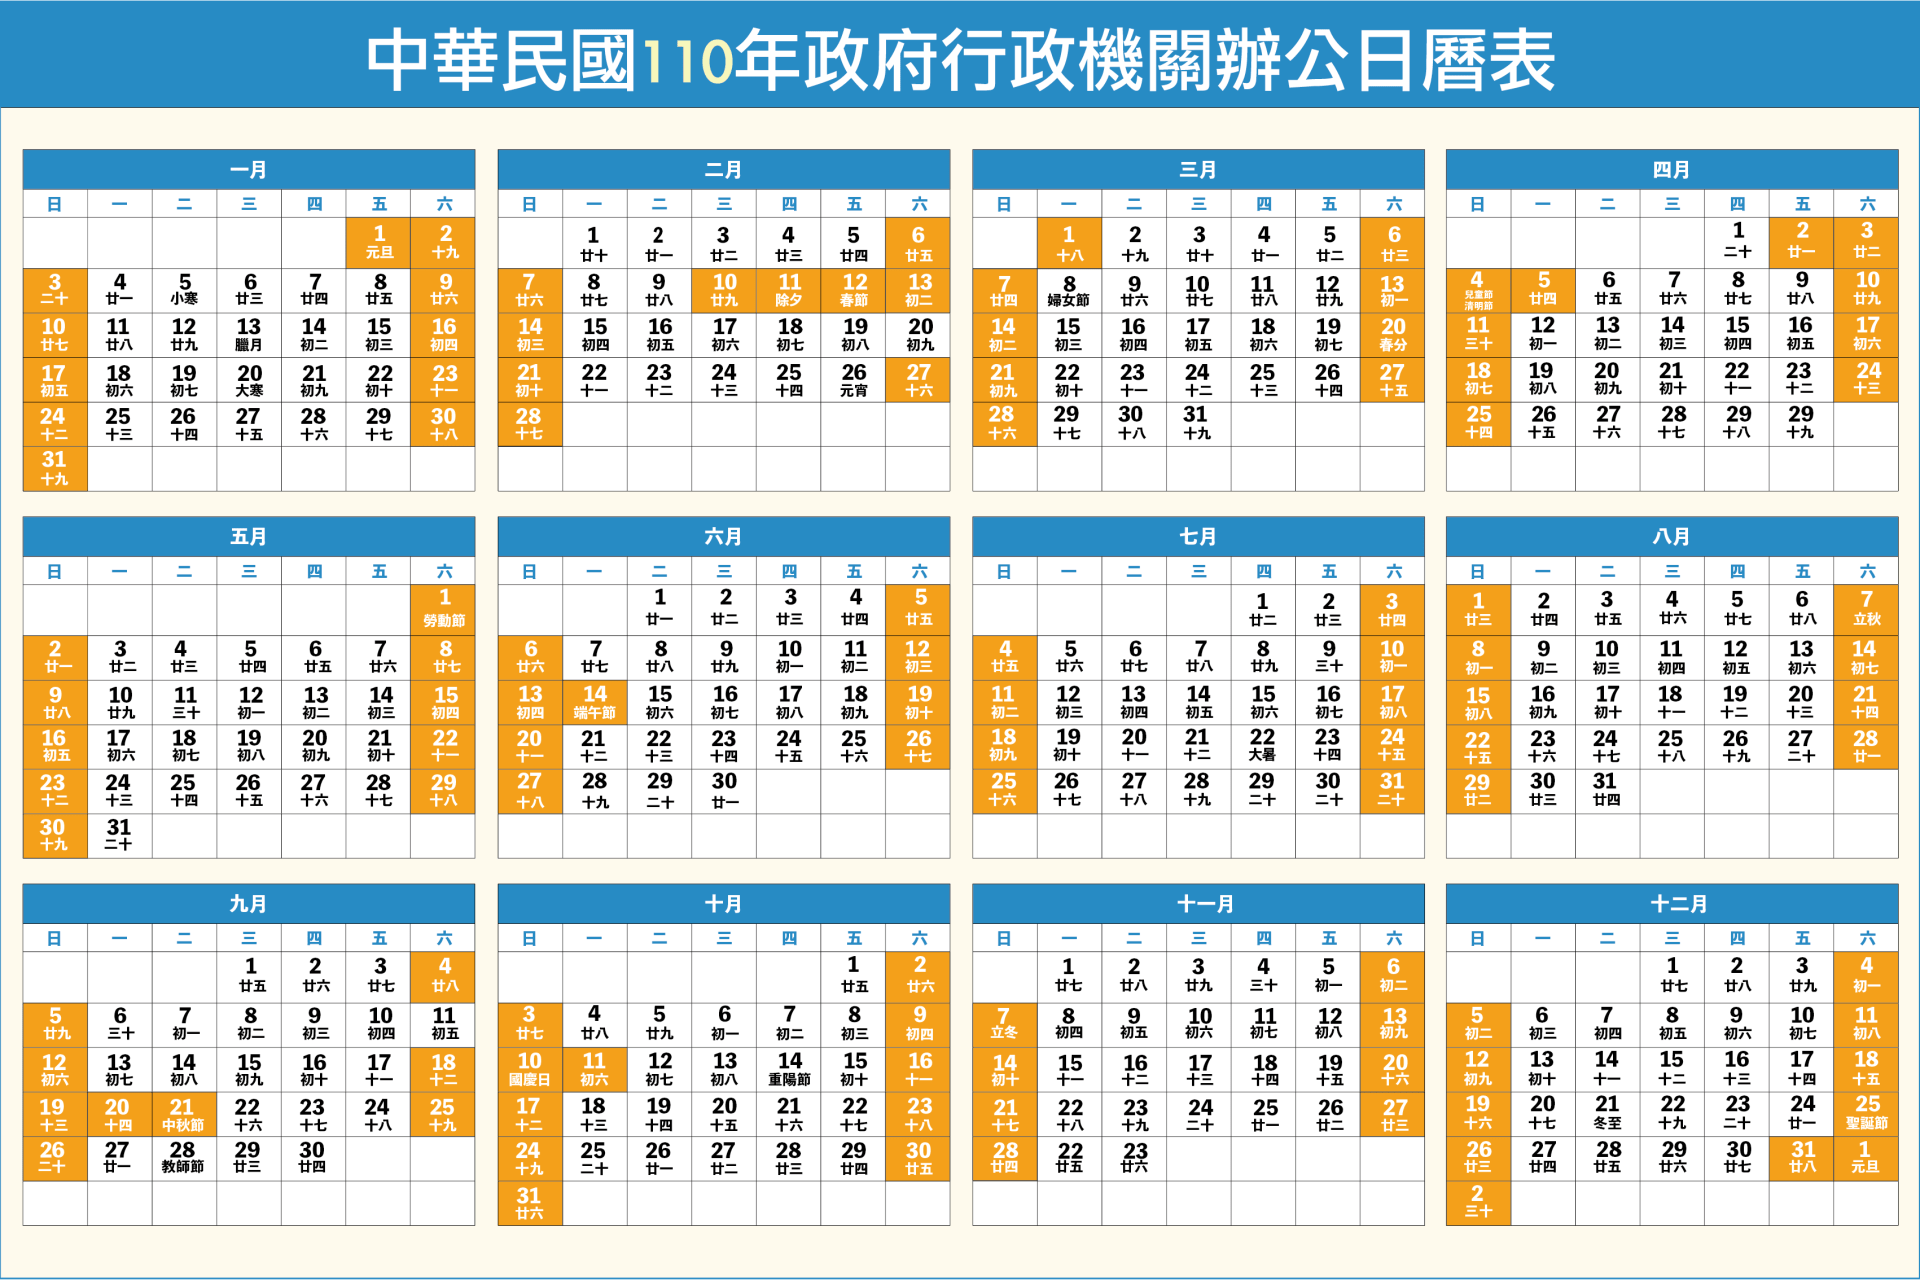 中華民國110年政府行政機關辦公日曆表
一月
日 一 二 三 四 五 六
1 2
元旦 十九
3 4 5 6 7 8 9
二十 廿一 小寒 廿三 廿四 廿五 廿六
10 11 12 13 14 15 16
廿七 廿八 廿九 臘月 初二 初三 初四
17 18 19 20 21 22 23
初五 初六 初七 大寒 初九 初十 十一
24 25 26 27 28 29 30
十二 十三 十四 十五 十六 十七 十八
31
十九
二月
日 一 二 三 四 五 六
1 2 3 4 5 6
廿十 廿一 廿二 廿三 廿四 廿五
7 8 9 10 11 12 13
廿六 廿七 廿八 廿九 除夕 春節 初二
14 15 16 17 18 19 20
初三 初四 初五 初六 初七 初八 初九
21 22 23 24 25 26 27
初十 十一 十二 十三 十四 元宵 十六
28
十七
三月
日 一 二 三 四 五 六
1 2 3 4 5 6
十八 十九 廿十 廿一 廿二 廿三
7 8 9 10 11 12 13
廿四 婦女節 廿六 廿七 廿八 廿九 初一
14 15 16 17 18 19 20
初二 初三 初四 初五 初六 初七 春分
21 22 23 24 25 26 27
初九 初十 十一 十二 十三 十四 十五
28 29 30 31
十六 十七 十八 十九
四月
日 一 二 三 四 五 六
1 2 3
二十 廿一 廿二
4 5 6 7 8 9 10
兒童節 清明節 廿四 廿五 廿六 廿七 廿八 廿九
11 12 13 14 15 16 17
三十 初一 初二 初三 初四 初五 初六
18 19 20 21 22 23 24
初七 初八 初九 初十 十一 十二 十三
25 26 27 28 29 29
十四 十五 十六 十七 十八 十九
五月
日 一 二 三 四 五 六
1
勞動節
2 3 4 5 6 7 8
廿一 廿二 廿三 廿四 廿五 廿六 廿七
9 10 11 12 13 14 15
廿八 廿九 三十 初一 初二 初三 初四
16 17 18 19 20 21 22
初五 初六 初七 初八 初九 初十 十一
23 24 25 26 27 28 29
十二 十三 十四 十五 十六 十七 十八
30 31
十九 二十
六月
日 一 二 三 四 五 六
1 2 3 4 5
廿一 廿二 廿三 廿四 廿五
6 7 8 9 10 11 12
廿六 廿七 廿八 廿九 初一 初二 初三
13 14 15 16 17 18 19
初四 端午節 初六 初七 初八 初九 初十
20 21 22 23 24 25 26
十一 十二 十三 十四 十五 十六 十七
27 28 29 30
十八 十九 二十 廿一
七月
日 一 二 三 四 五 六
1 2 3
廿二 廿三 廿四
4 5 6 7 8 9 10
廿五 廿六 廿七 廿八 廿九 三十 初一
11 12 13 14 15 16 17
初二 初三 初四 初五 初六 初七 初八
18 19 20 21 22 23 24
初九 初十 十一 十二 大暑 十四 十五
25 26 27 28 29 30 31
十六 十七 十八 十九 二十 二十 二十
八月
日 一 二 三 四 五 六
1 2 3 4 5 6 7
廿三 廿四 廿五 廿六 廿七 廿八 立秋
8 9 10 11 12 13 14
初一 初二 初三 初四 初五 初六 初七
15 16 17 18 19 20 21
初八 初九 初十 十一 十二 十三 十四
22 23 24 25 26 27 28
十五 十六 十七 十八 十九 二十 廿一
29 30 31
廿二 廿三 廿四
九月
日 一 二 三 四 五 六
1 2 3 4
廿五 廿六 廿七 廿八
5 6 7 8 9 10 11
廿九 三十 初一 初二 初三 初四 初五
12 13 14 15 16 17 18
初六 初七 初八 初九 初十 十一 十二
19 20 21 22 23 24 25
十三 十四 中秋節 十六 十七 十八 十九
26 27 28 29 30
二十 廿一 教師節 廿三 廿四
十月
日 一 二 三 四 五 六
1 2
廿五 廿六
3 4 5 6 7 8 9
廿七 廿八 廿九 初一 初二 初三 初四
10 11 12 13 14 15 16
國慶日 初六 初七 初八 重陽節 初十 十一
17 18 19 20 21 22 23
十二 十三 十四 十五 十六 十七 十八
24 25 26 27 28 29 30
十九 二十 廿一 廿二 廿三 廿四 廿五
31
廿六
十一月
日 一 二 三 四 五 六
1 2 3 4 5 6
廿七 廿八 廿九 三十 初一 初二
7 8 9 10 11 12 13
立冬 初四 初五 初六 初七 初八 初九
14 15 16 17 18 19 20
初十 十一 十二 十三 十四 十五 十六
21 22 23 24 25 26 27
十七 十八 十九 二十 廿一 廿二 廿三
28 22 23
廿四 廿五 廿六
十二月
日 一 二 三 四 五 六
1 2 3 4
廿七 廿八 廿九 初一
5 6 7 8 9 10 11
初二 初三 初四 初五 初六 初七 初八
12 13 14 15 16 17 18
初九 初十 十一 十二 十三 十四 十五
19 20 21 22 23 24 25
十六 十七 冬至 十九 二十 廿一 聖誕節
26 27 28 29 30 31 1
廿三 廿四 廿五 廿六 廿七 廿八 元旦
2
三十